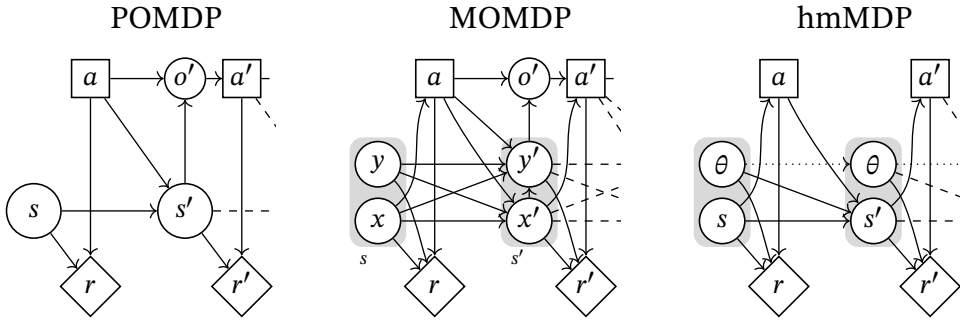 POMDP MOMDP hmMDP
a o′ a′ a o′ a′ a a′
y y′ θ θ
s s′ x x′ s s′
s s′
r r′ r r′ r r′